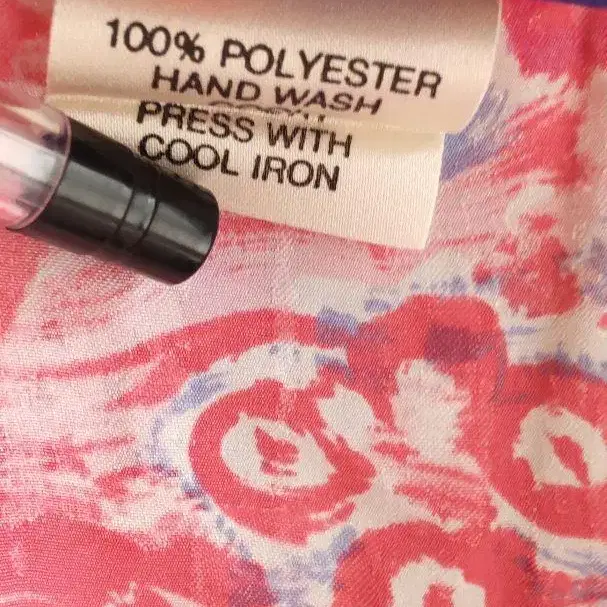 100% POLYESTER
HAND WASH
PRESS WITH
COOL IRON